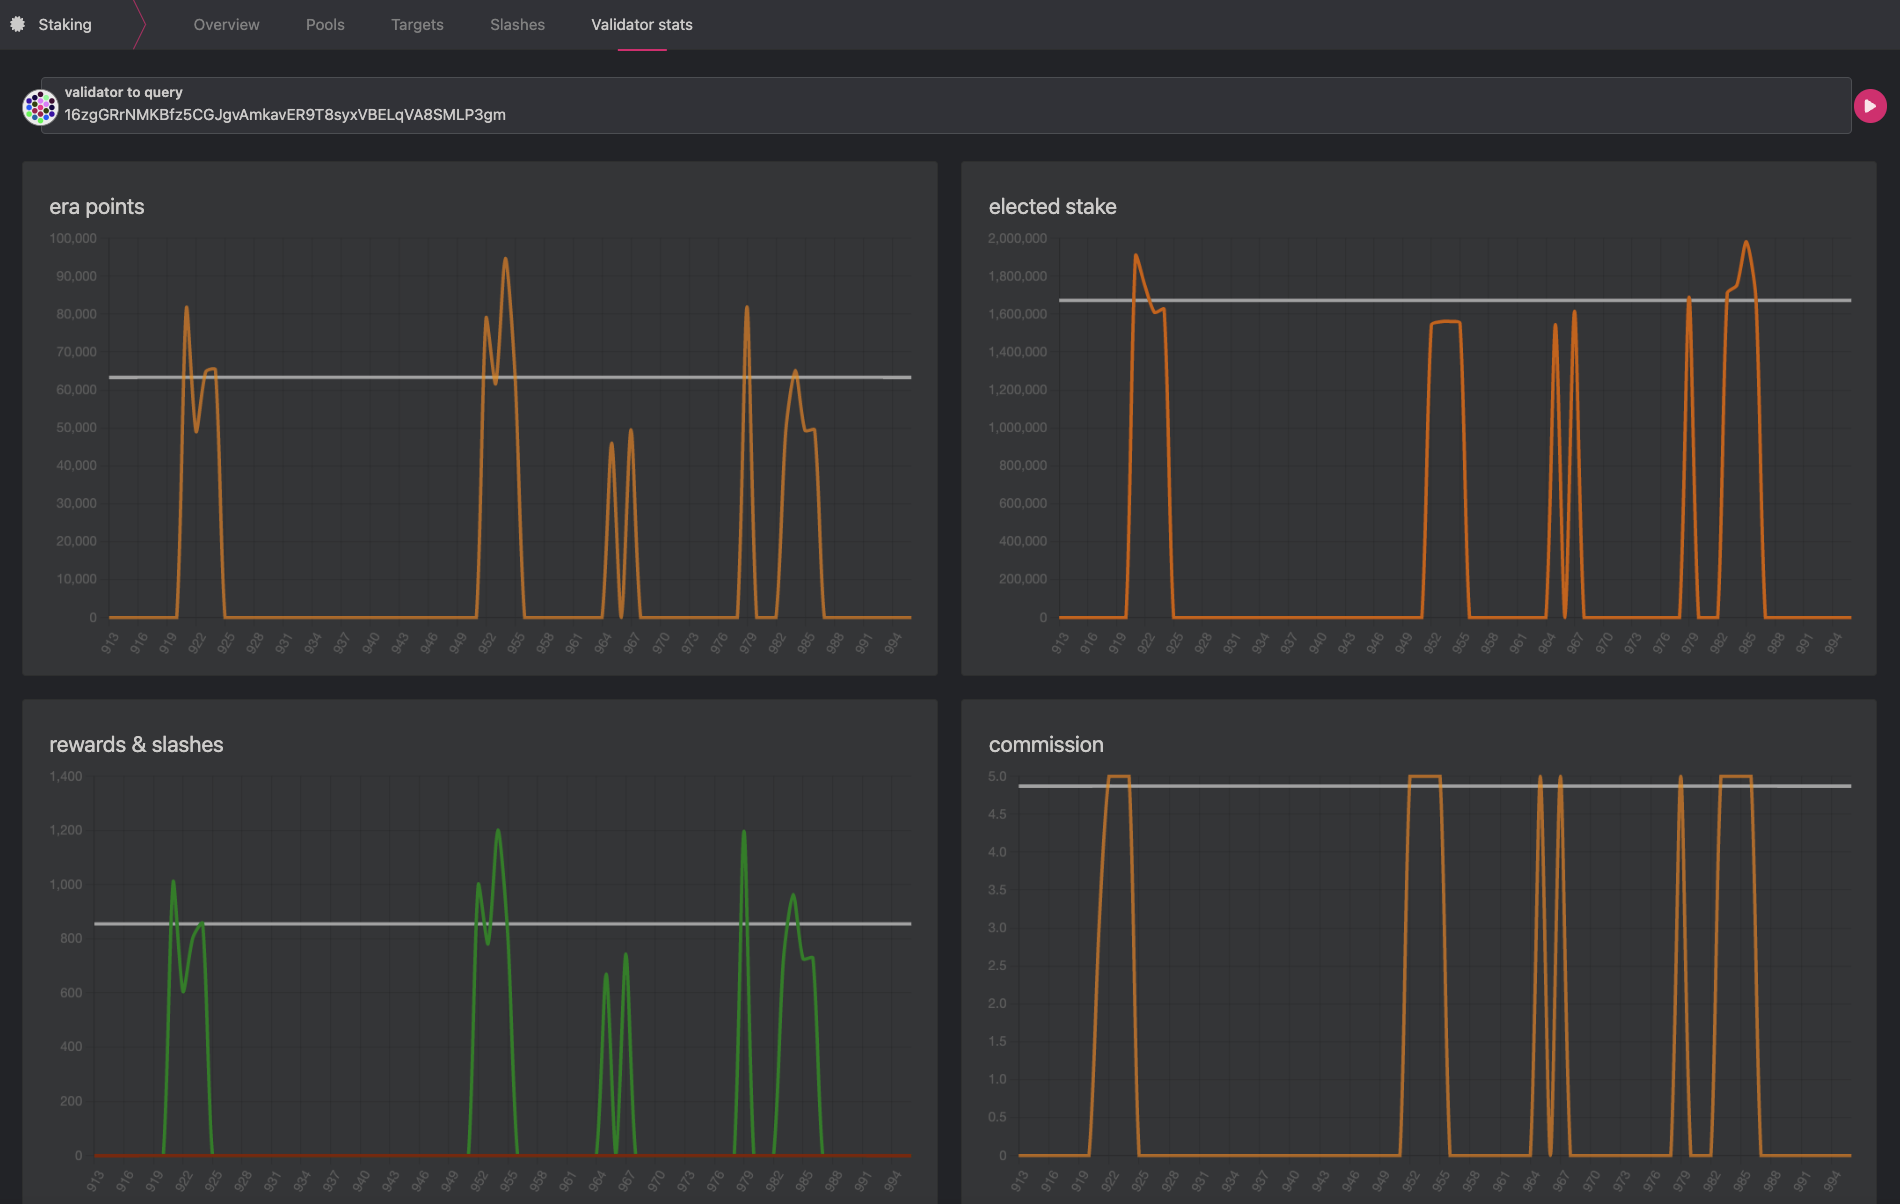 Staking
Overview
Pools
Targets
Slashes
Validator stats
validator to query
16zgGRrNMKBfz5CGJgvAmkavER9T8syxVBELqVA8SMLP3gm
era points
100,000
90,000
80,000
70,000
60,000
50,000
40,000
30,000
20,000
10,000
0
913 916 919 922 925 928 931 934 937 940 943 946 949 952 955 958 961 964 967 970 973 976 979 982 985 988 991 994
elected stake
2,000,000
1,800,000
1,600,000
1,400,000
1,200,000
1,000,000
800,000
600,000
400,000
200,000
0
913 916 919 922 925 928 931 934 937 940 943 946 949 952 955 958 961 964 967 970 973 976 979 982 985 988 991 994
rewards & slashes
1,400
1,200
1,000
800
600
400
200
0
913 916 919 922 925 928 931 934 937 940 943 946 949 952 955 958 961 964 967 970 973 976 979 982 985 988 991 994
commission
5.0
4.5
4.0
3.5
3.0
2.5
2.0
1.5
1.0
0.5
0
913 916 919 922 925 928 931 934 937 940 943 946 949 952 955 958 961 964 967 970 973 976 979 982 985 988 991 994